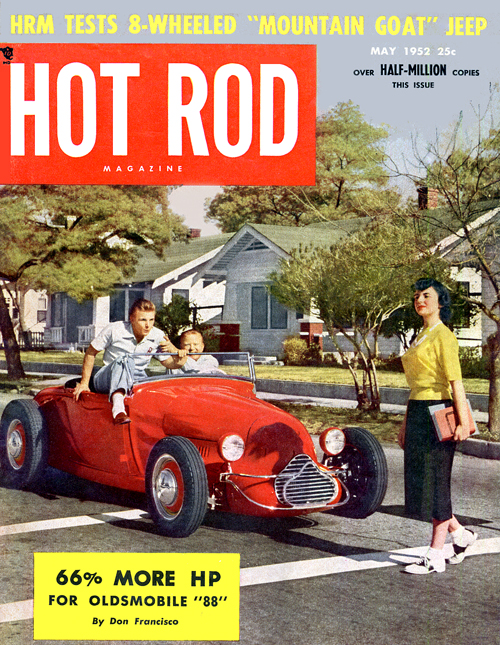 HRM TESTS 8-WHEELED "MOUNTAIN GOAT" JEEP
MAY 1952 25c
OVER HALF-MILLION COPIES
THIS ISSUE
HOT ROD
MAGAZINE
66% MORE HP
FOR OLDSMOBILE "88"
By Don Francisco